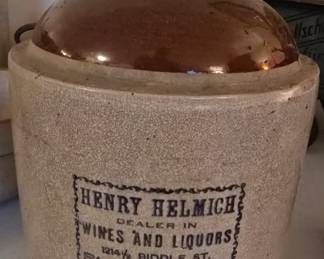 HENRY HELMICH
DEALER IN
WINES AND LIQUORS
1214½ BIDDLE ST.